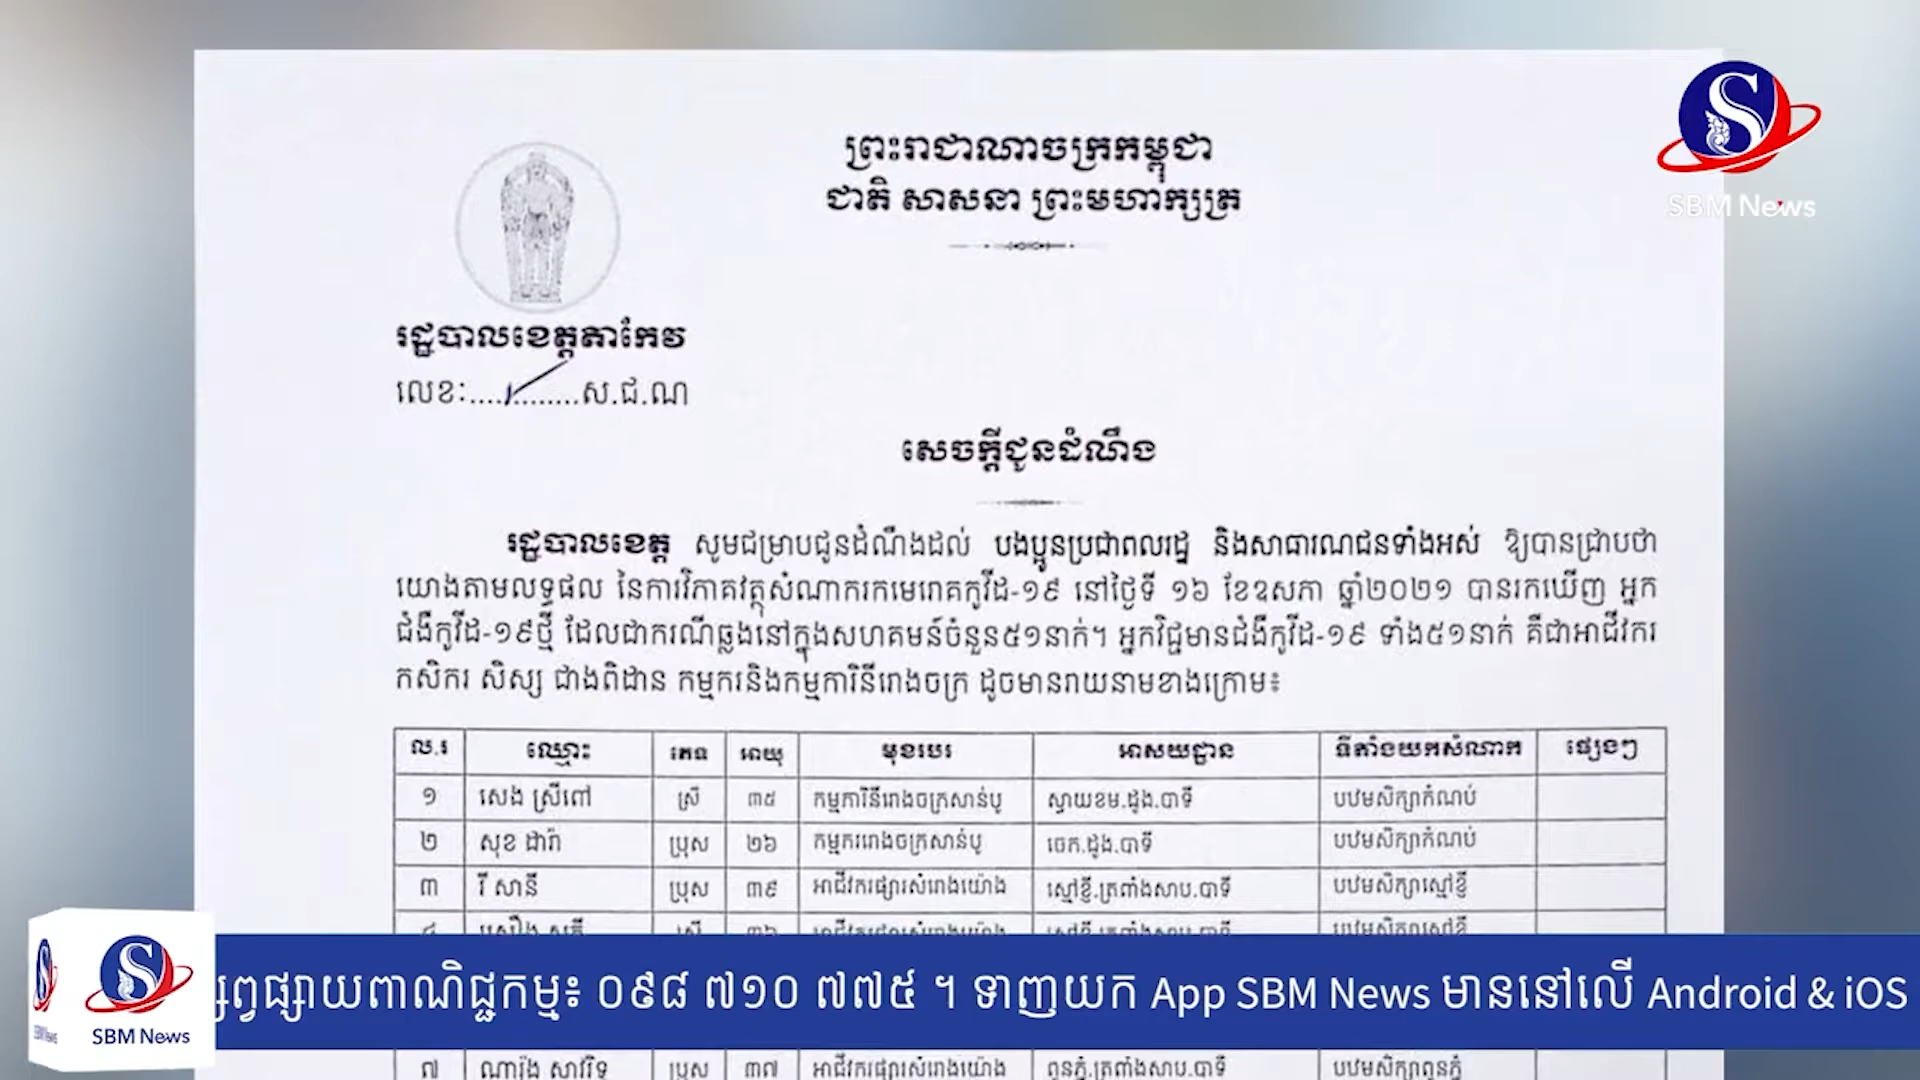 ព្រះរាជាណាចក្រកម្ពុជា
ជាតិ សាសនា ព្រះមហាក្សត្រ
SBM News
រដ្ឋបាលខេត្តតាកែវ
លេខៈ.............ស.ជ.ណ
សេចក្តីជូនដំណឹង
រដ្ឋបាលខេត្ត សូមជម្រាបជូនដំណឹងដល់ បងប្អូនប្រជាពលរដ្ឋ និងសាធារណជនទាំងអស់ ឱ្យបានជ្រាបថា
យោងតាមលទ្ធផល នៃការវិភាគវត្ថុសំណាករកមេរោគកូវីដ-១៩ នៅថ្ងៃទី ១៦ ខែឧសភា ឆ្នាំ២០២១ បានរកឃើញ អ្នក
ជំងឺកូវីដ-១៩ថ្មី ដែលជាករណីឆ្លងនៅក្នុងសហគមន៍ចំនួន៥១នាក់។ អ្នកវិជ្ជមានជំងឺកូវីដ-១៩ ទាំង៥១នាក់ គឺជាអាជីវករ
កសិករ សិស្ស ជាងពិដាន កម្មករនិងកម្មការិនីរោងចក្រ ដូចមានរាយនាមខាងក្រោម៖
ល.រ ឈ្មោះ ភេទ អាយុ មុខរបរ អាសយដ្ឋាន ទីតាំងយកសំណាក ផ្សេងៗ
១ សេង ស្រីពៅ ស្រី ៣៥ កម្មការិនីរោងចក្រសាន់បូ ស្វាយខម.ដូង.បាទី បឋមសិក្សាកំណប់
២ សុខ ដារ៉ា ប្រុស ២៦ កម្មកររោងចក្រសាន់បូ ចេក.ដូង.បាទី បឋមសិក្សាកំណប់
៣ រី សានី ប្រុស ៣៩ អាជីវករផ្សារសំរោងយ៉ោង ស្មៅខ្ញី.ត្រពាំងសាប.បាទី បឋមសិក្សាស្មៅខ្ញី
ស្រី ៣៦
ព្វផ្សាយពាណិជ្ជកម្ម៖ ០៩៨ ៧១០ ៧៧៥ ។ ទាញយក App SBM News មាននៅលើ Android & iOS
SBM News
៧ ណារ៉ុង សាវរិទ្ធ ប្រុស ៣៧ អាជីវករផ្សារសំរោងយ៉ោង